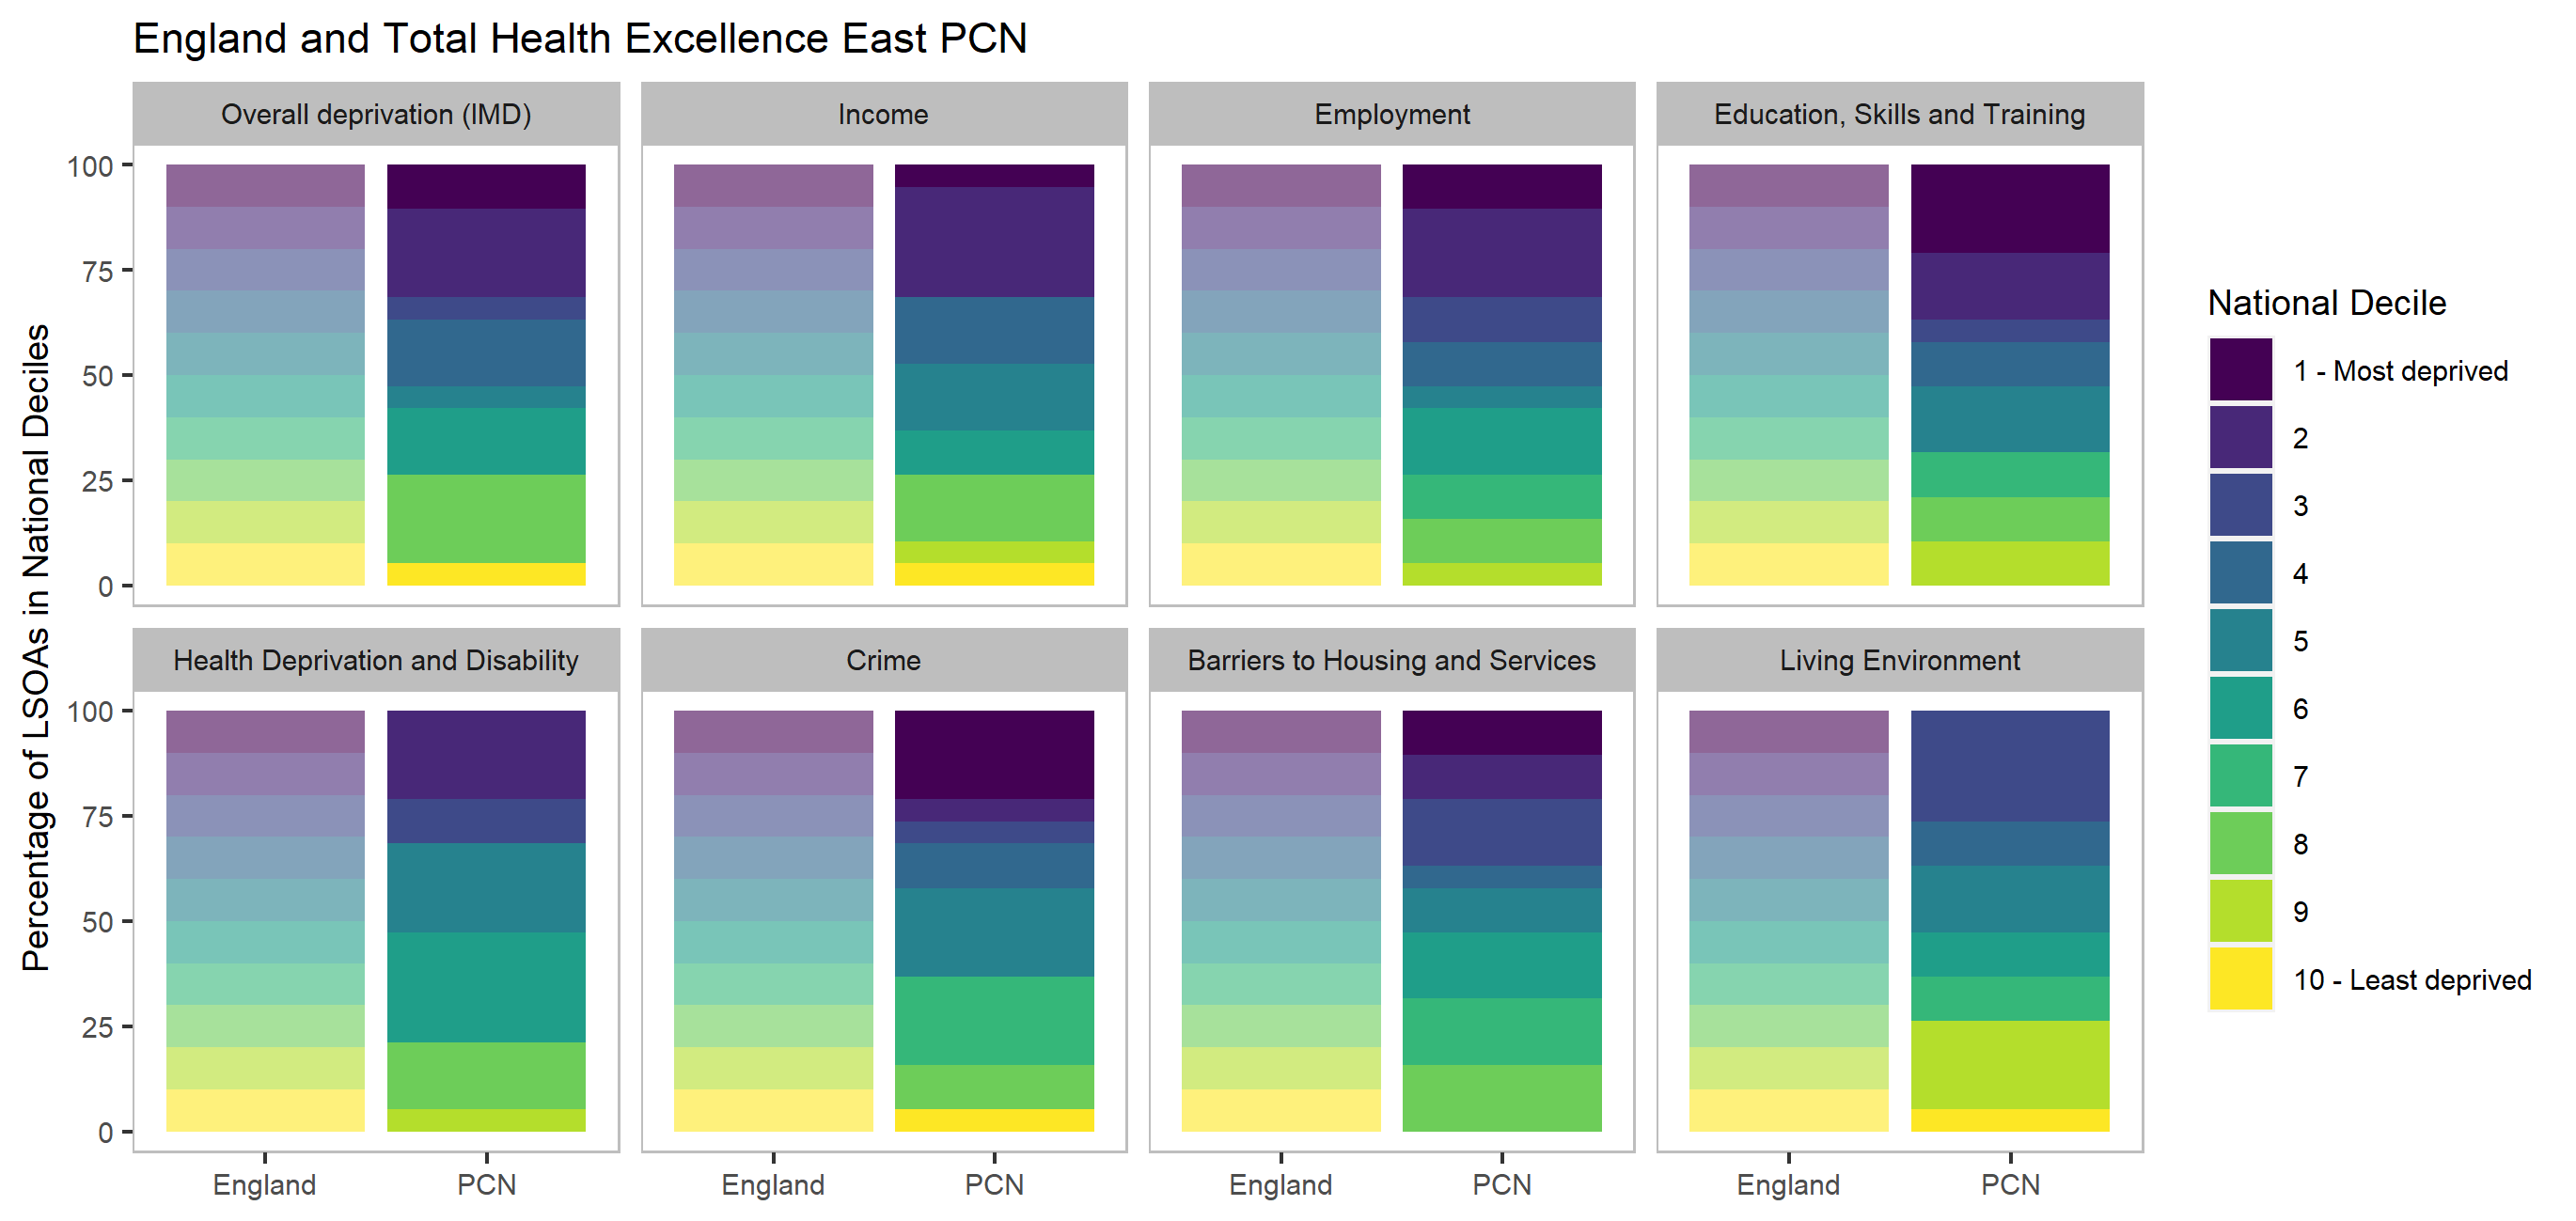 England and Total Health Excellence East PCN
Overall deprivation (IMD)
Income
Employment
Education, Skills and Training
100
75
50
25
0
Health Deprivation and Disability
Crime
Barriers to Housing and Services
Living Environment
100
75
50
25
0
England
PCN
England
PCN
England
PCN
England
PCN
Percentage of LSOAs in National Deciles
National Decile
1 - Most deprived
2
3
4
5
6
7
8
9
10 - Least deprived